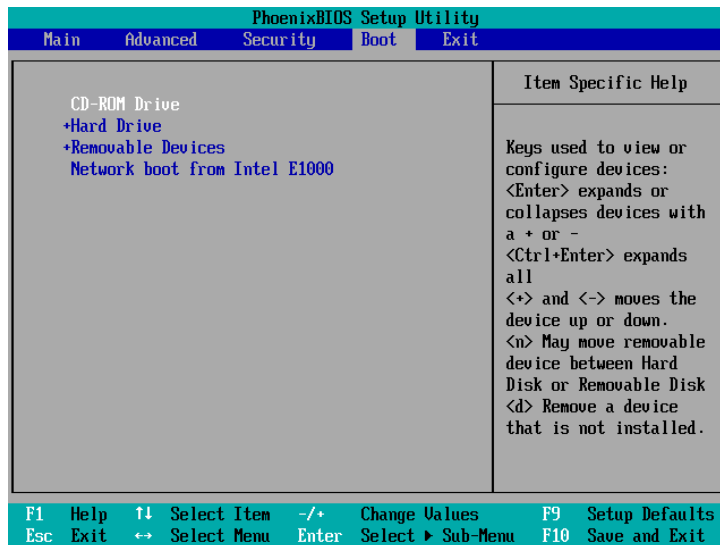 PhoenixBIOS Setup Utility
Main Advanced Security Boot Exit
CD-ROM Drive
+Hard Drive
+Removable Devices
Network boot from Intel E1000
Item Specific Help
Keys used to view or
configure devices:
<Enter> expands or
collapses devices with
a + or -
<Ctrl+Enter> expands
all
<+> and <-> moves the
device up or down.
<n> May move removable
device between Hard
Disk or Removable Disk
<d> Remove a device
that is not installed.
F1 Help ↑↓ Select Item -/+ Change Values F9 Setup Defaults
Esc Exit ↔ Select Menu Enter Select ▶ Sub-Menu F10 Save and Exit